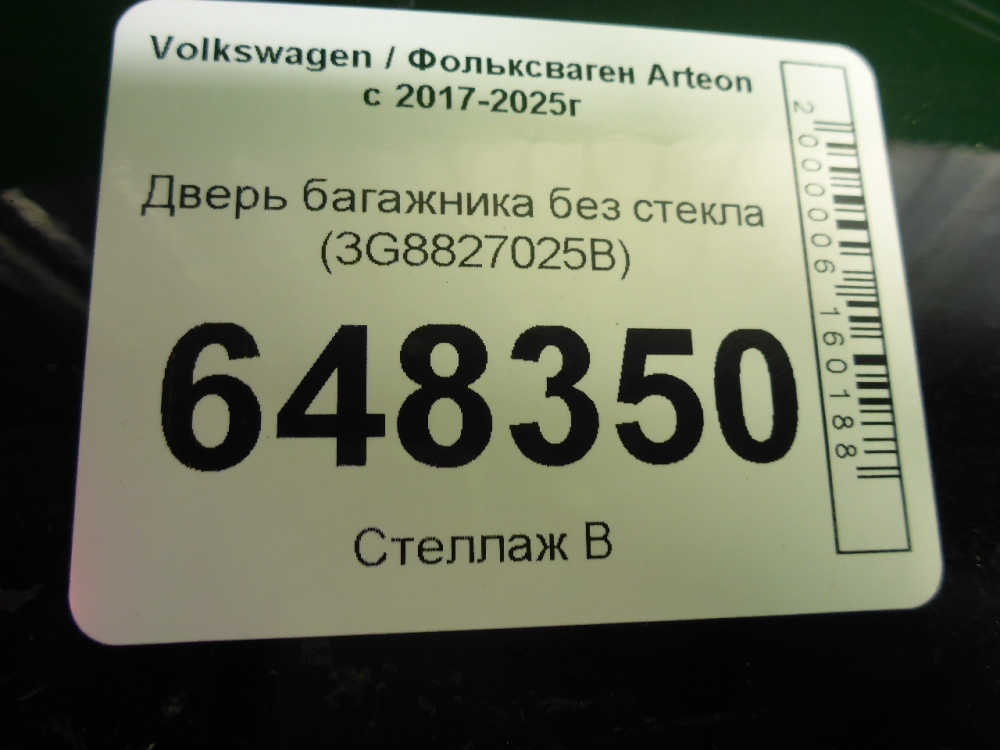 Volkswagen / Фольксваген Arteon
с 2017-2025г
Дверь багажника без стекла
(3G8827025B)
648350
Стеллаж В
2000006160188